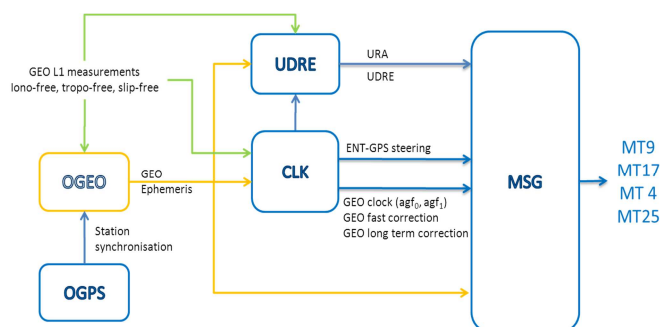 GEO L1 measurements
lono-free, tropo-free, slip-free
UDRE
URA
UDRE
OGEO
GEO
Ephemeris
CLK
ENT-GPS steering
GEO clock (agf₀, agf₁)
GEO fast correction
GEO long term correction
MSG
MT9
MT17
MT 4
MT25
Station
synchronisation
OGPS